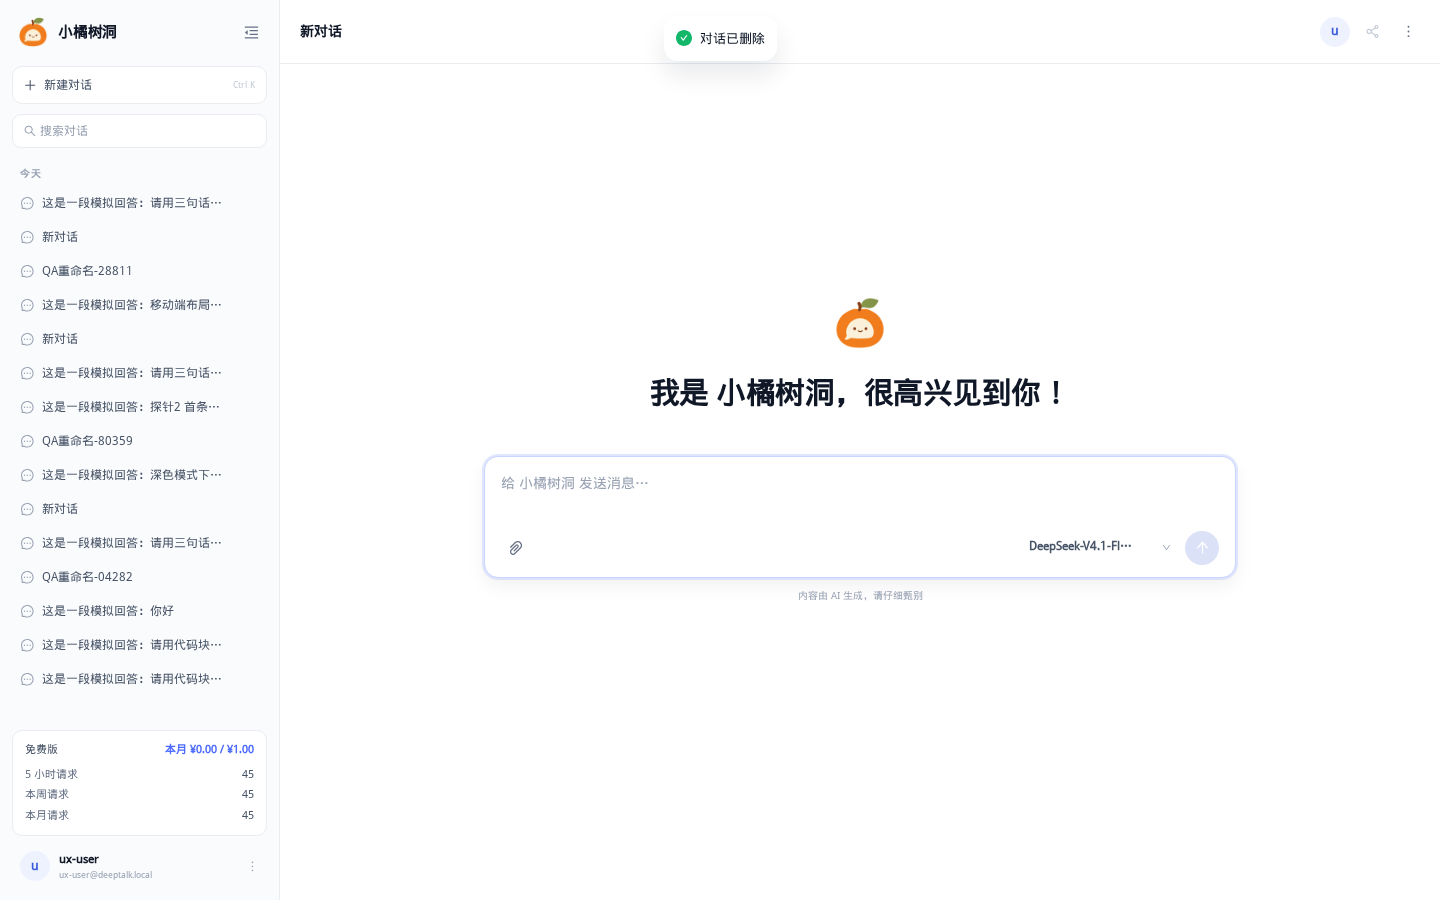 小橘树洞
新建对话
Ctrl K
搜索对话
今天
这是一段模拟回答：请用三句话…
新对话
QA重命名-28811
这是一段模拟回答：移动端布局…
新对话
这是一段模拟回答：请用三句话…
这是一段模拟回答：探针2 首条…
QA重命名-80359
这是一段模拟回答：深色模式下…
新对话
这是一段模拟回答：请用三句话…
QA重命名-04282
这是一段模拟回答：你好
这是一段模拟回答：请用代码块…
这是一段模拟回答：请用代码块…
免费版
本月 ¥0.00 / ¥1.00
5 小时请求 45
本周请求 45
本月请求 45
u
ux-user
ux-user@deeptalk.local
新对话
对话已删除
u
我是 小橘树洞，很高兴见到你！
给 小橘树洞 发送消息…
DeepSeek-V4.1-Fl…
内容由 AI 生成，请仔细甄别